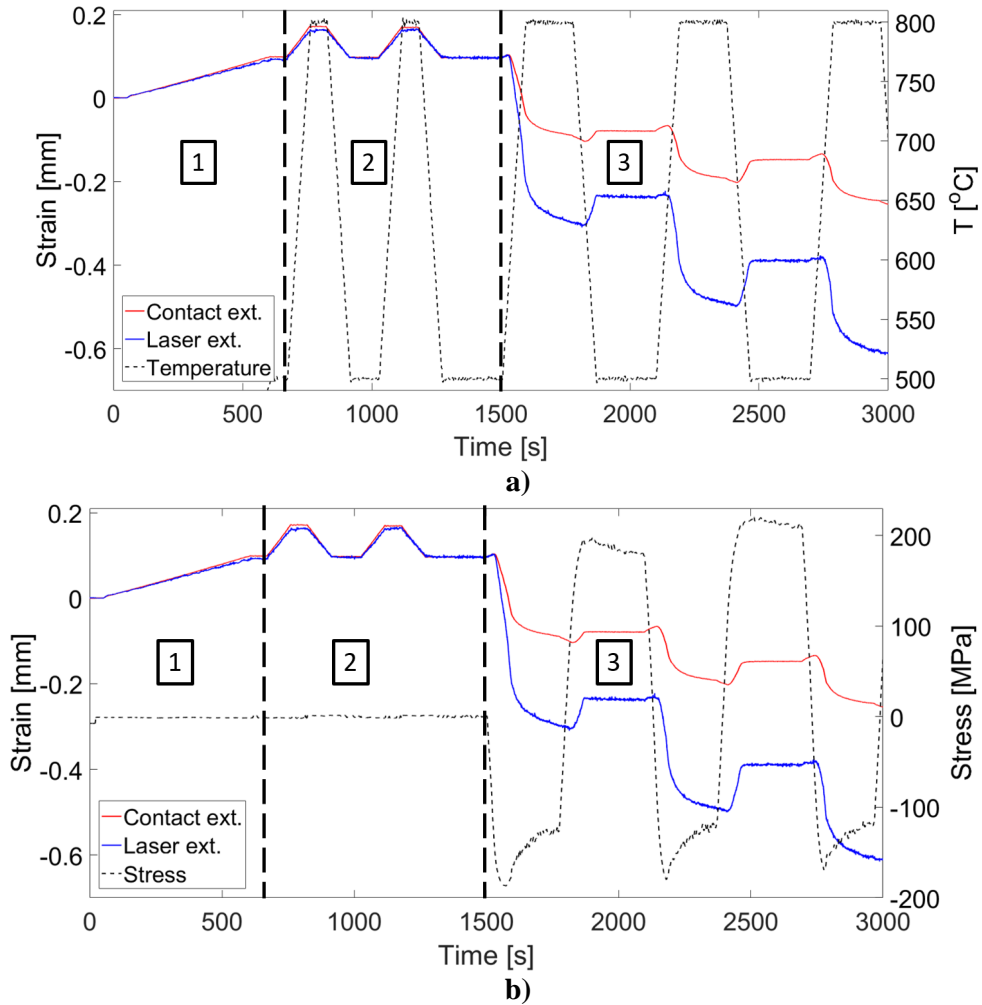 0.2
0
-0.2
-0.4
-0.6
Strain [mm]
800
750
700
650
600
550
500
T [°C]
1
2
3
Contact ext.
Laser ext.
Temperature
0 500 1000 1500 2000 2500 3000
Time [s]
a)
0.2
0
-0.2
-0.4
-0.6
Strain [mm]
200
100
0
-100
-200
Stress [MPa]
1
2
3
Contact ext.
Laser ext.
Stress
0 500 1000 1500 2000 2500 3000
Time [s]
b)